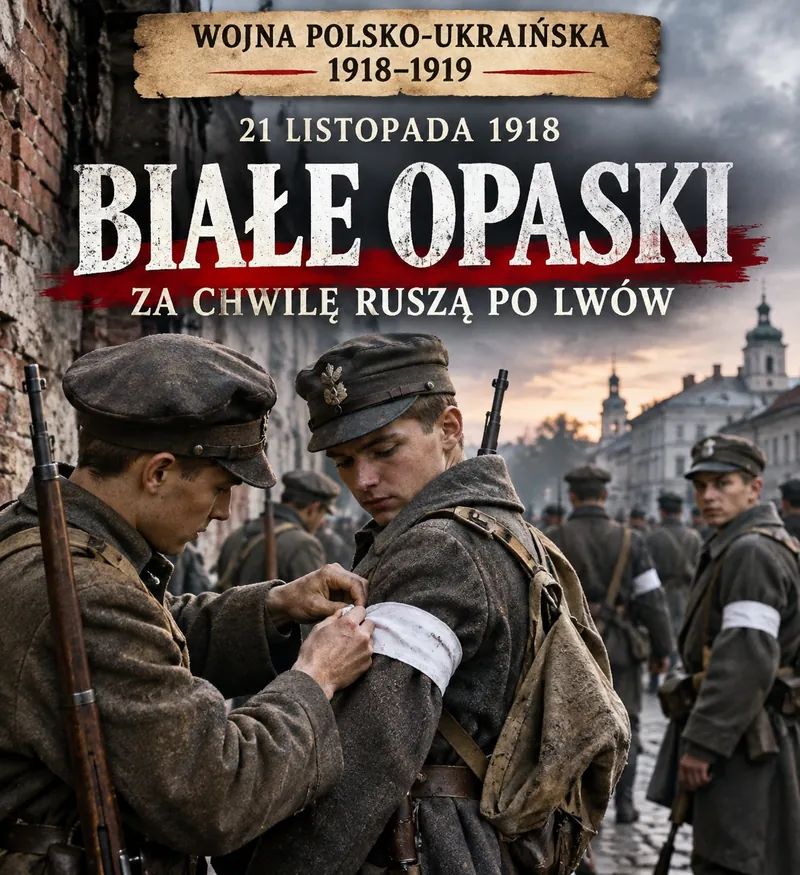 WOJNA POLSKO-UKRAIŃSKA
1918–1919
21 LISTOPADA 1918
BIAŁE OPASKI
ZA CHWILĘ RUSZĄ PO LWÓW